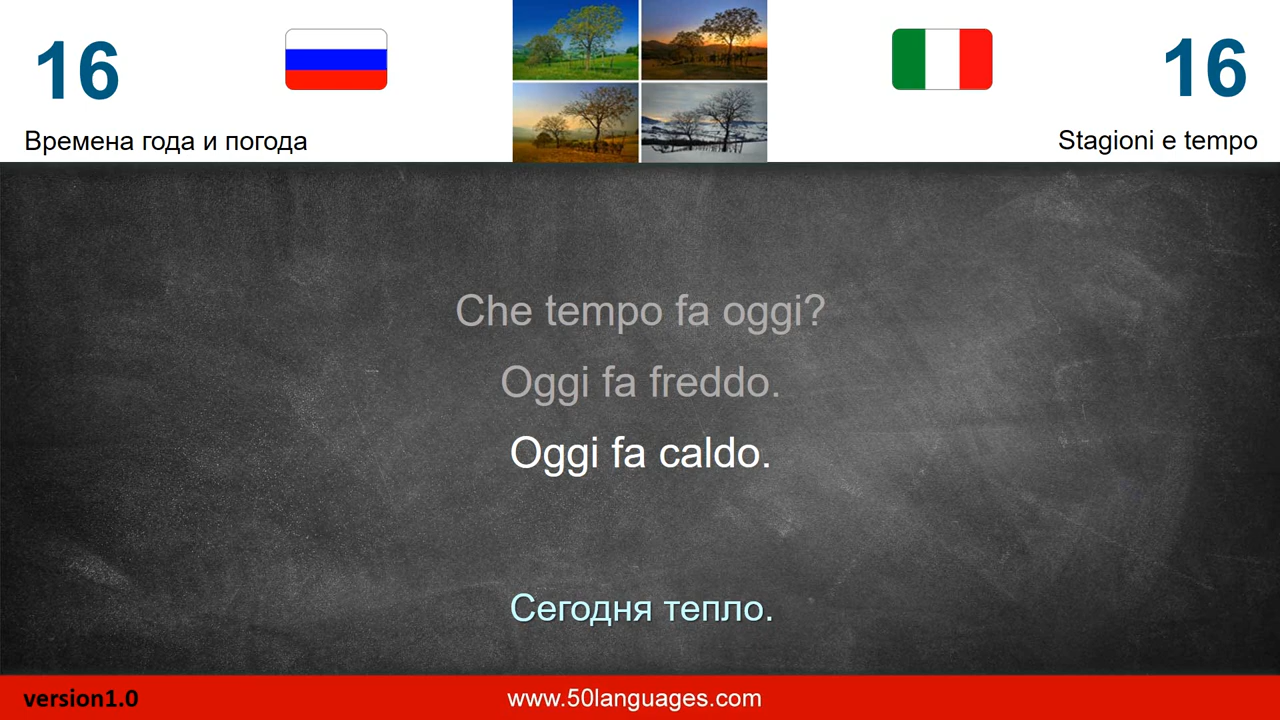 16
16
Времена года и погода
Stagioni e tempo
Che tempo fa oggi?
Oggi fa freddo.
Oggi fa caldo.
Сегодня тепло.
version1.0
www.50languages.com